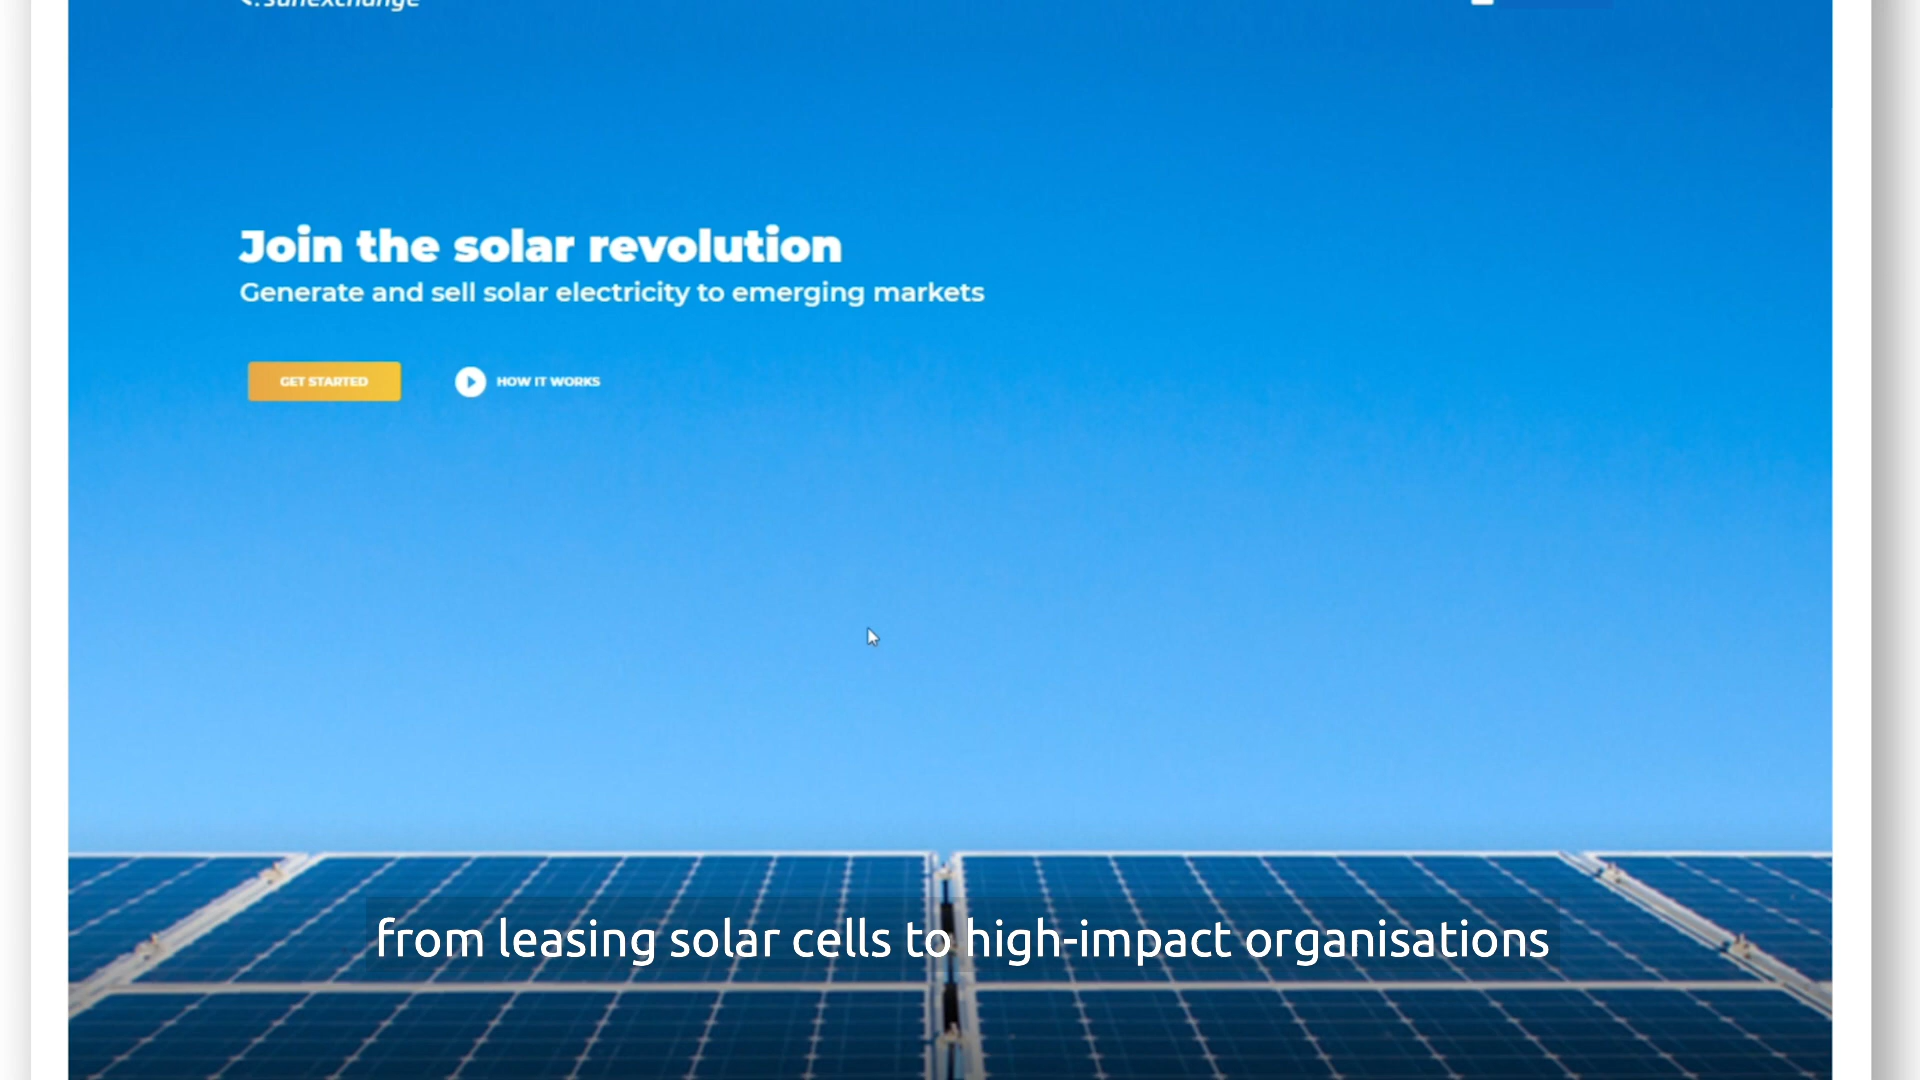 sunexchange
Join the solar revolution
Generate and sell solar electricity to emerging markets
GET STARTED
HOW IT WORKS
from leasing solar cells to high-impact organisations